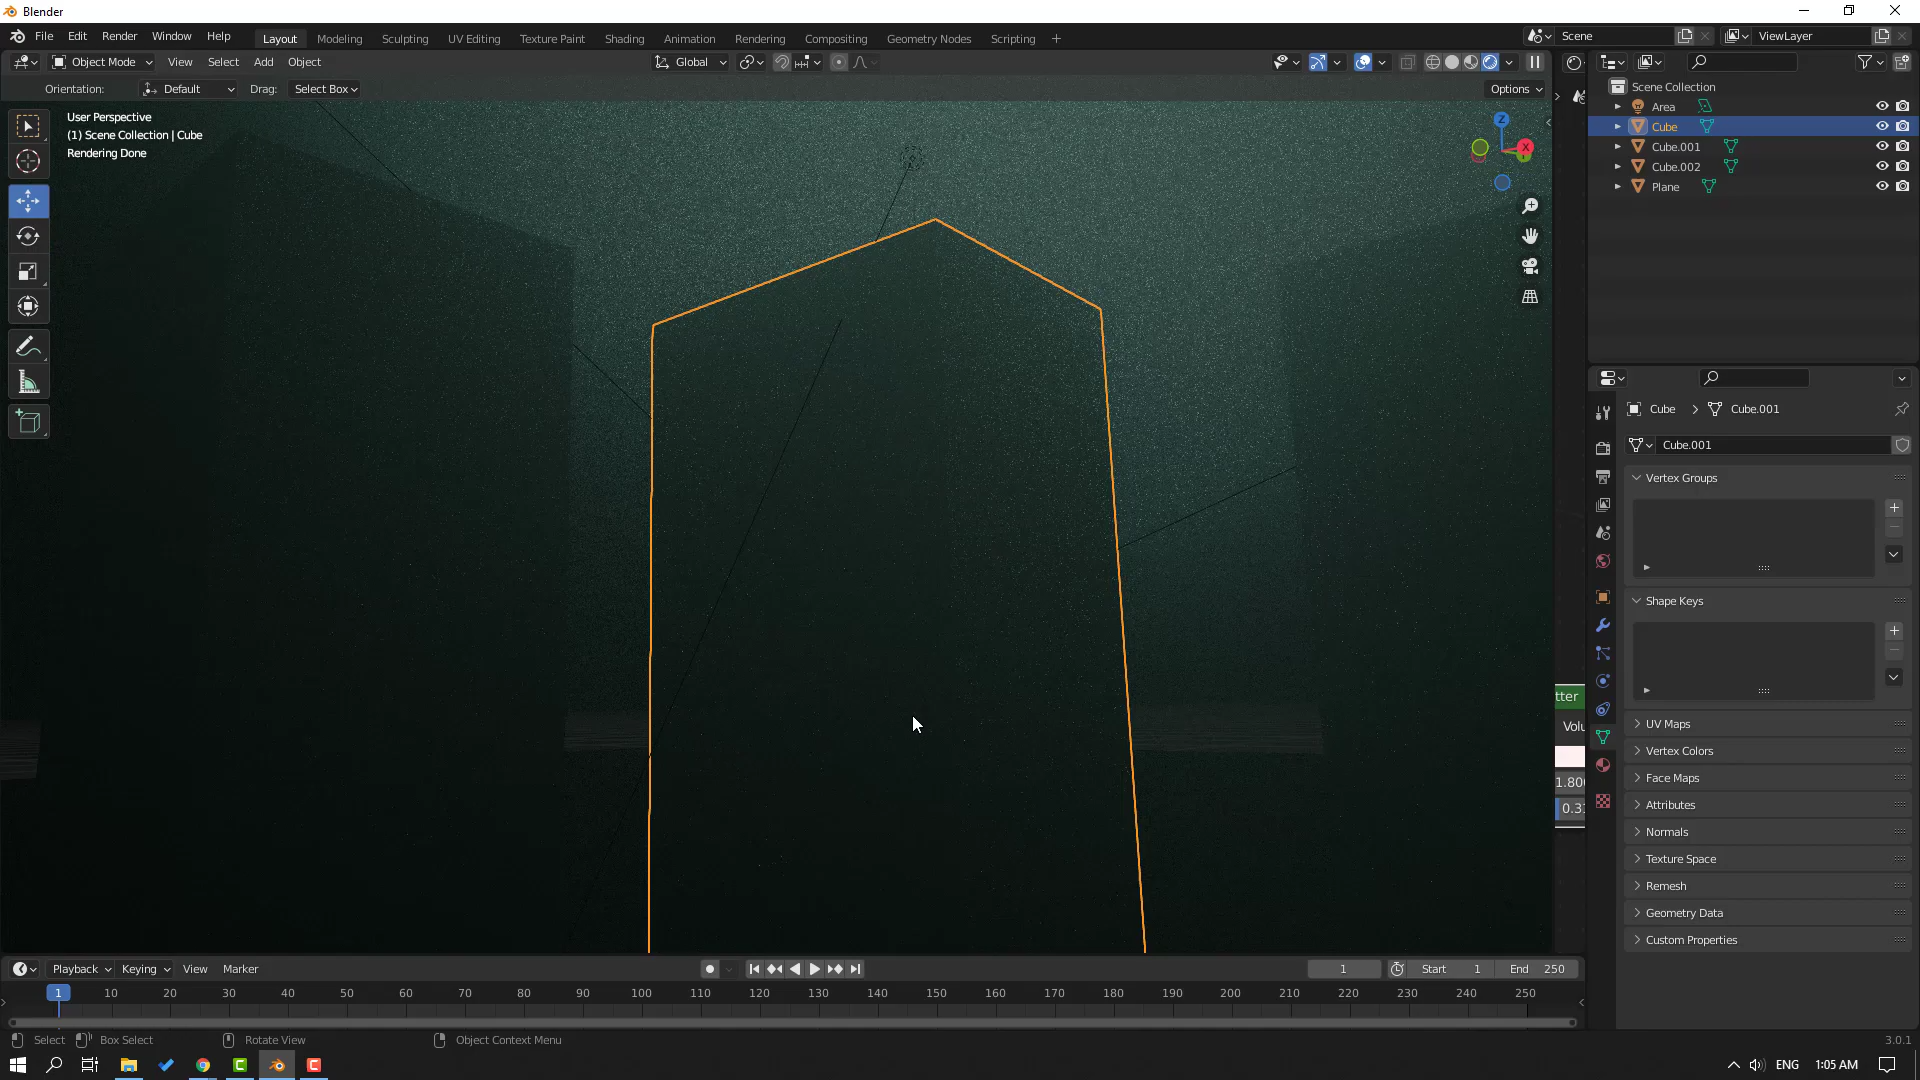 Blender
File Edit Render Window Help
Layout Modeling Sculpting UV Editing Texture Paint Shading Animation Rendering Compositing Geometry Nodes Scripting
Scene
ViewLayer
Object Mode View Select Add Object
Global
Orientation: Default Drag: Select Box
Options
User Perspective
(1) Scene Collection | Cube
Rendering Done
Z
X
Y
Scene Collection
Area
Cube
Cube.001
Cube.002
Plane
Cube Cube.001
Cube.001
Vertex Groups
Shape Keys
tter
Volu
1.800
UV Maps
Vertex Colors
Face Maps
Attributes
Normals
Texture Space
Remesh
Geometry Data
Custom Properties
Playback Keying View Marker
1
Start 1
End 250
1 10 20 30 40 50 60 70 80 90 100 110 120 130 140 150 160 170 180 190 200 210 220 230 240 250
Select Box Select Rotate View Object Context Menu
3.0.1
ENG 1:05 AM